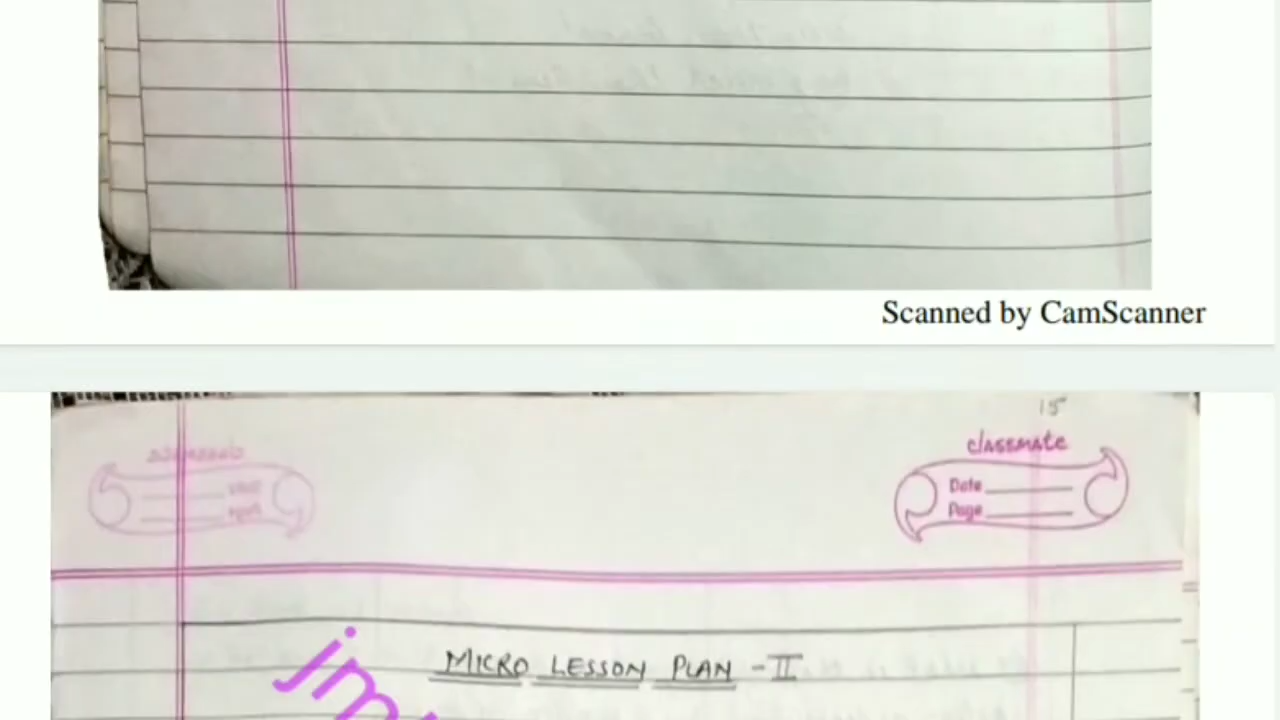 Scanned by CamScanner
15
classmate
Date
Page
MICRO LESSON PLAN - II